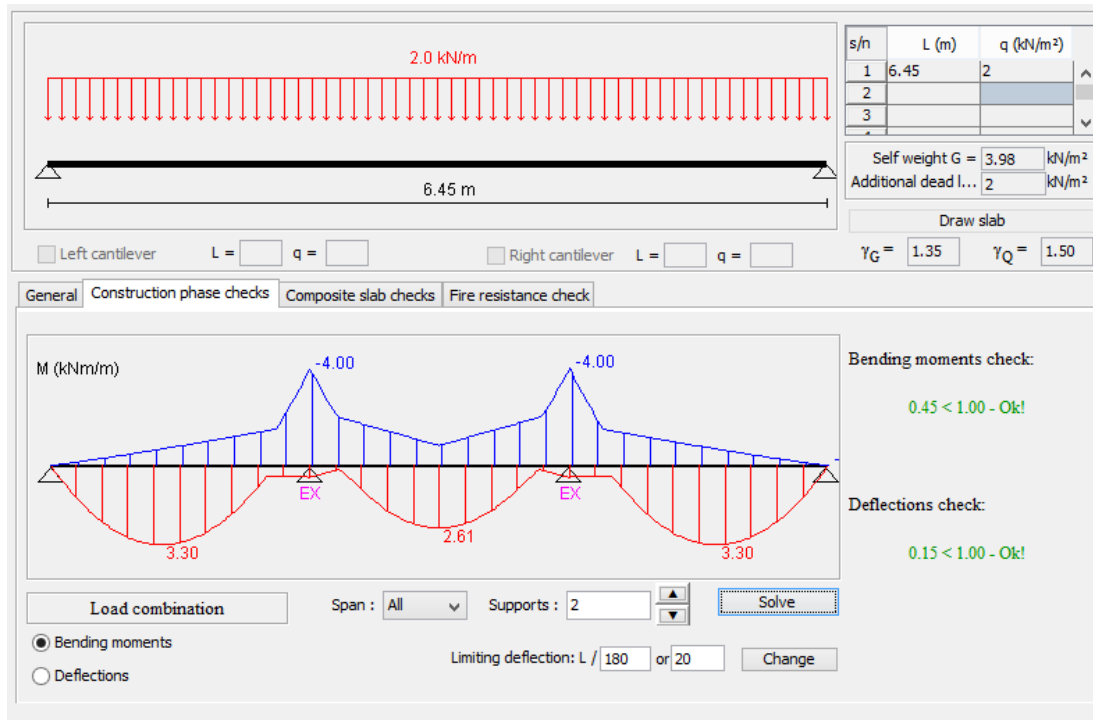 2.0 kN/m
6.45 m
Left cantilever L = q = Right cantilever L = q =
s/n L (m) q (kN/m²)
1 6.45 2
2
3
Self weight G = 3.98 kN/m²
Additional dead l... 2 kN/m²
Draw slab
γG = 1.35 γQ = 1.50
General Construction phase checks Composite slab checks Fire resistance check
M (kNm/m)
-4.00 -4.00
EX EX
3.30 2.61 3.30
Bending moments check:
0.45 < 1.00 - Ok!
Deflections check:
0.15 < 1.00 - Ok!
Load combination Span : All Supports : 2 Solve
Bending moments
Deflections
Limiting deflection: L / 180 or 20 Change